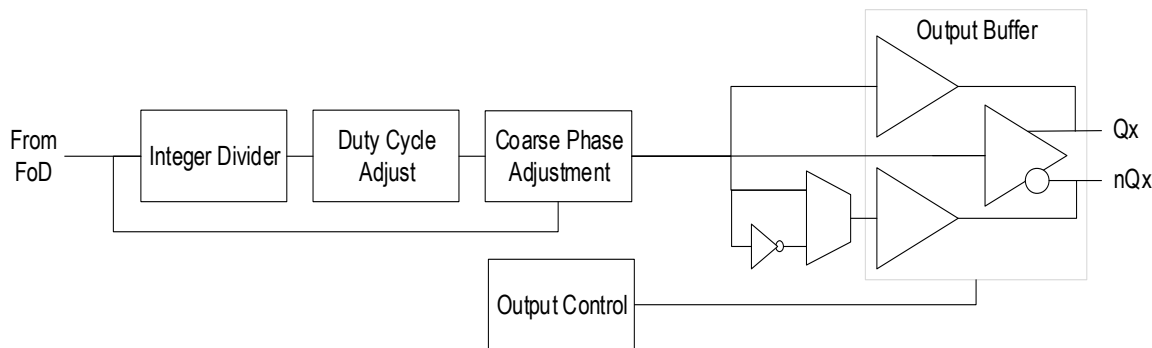 Output Buffer
From
FoD
Integer Divider
Duty Cycle
Adjust
Coarse Phase
Adjustment
Qx
nQx
Output Control